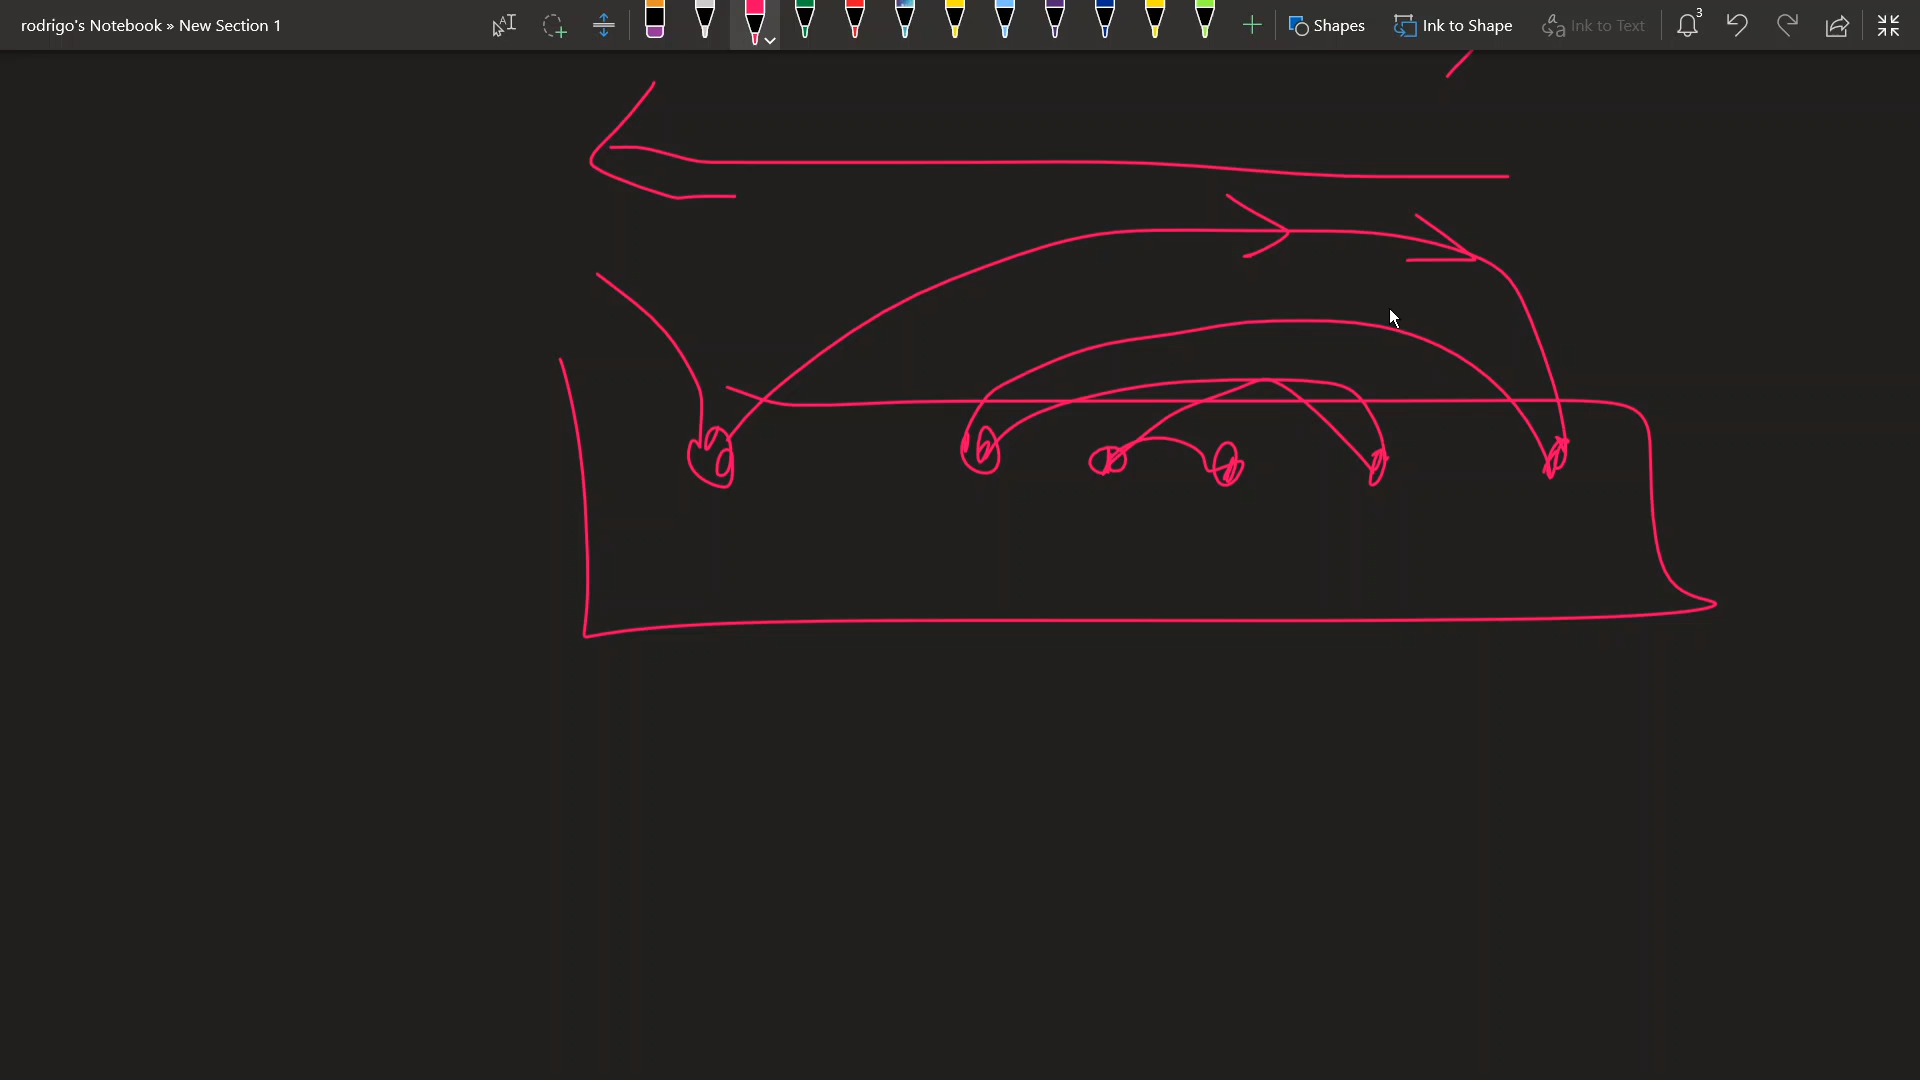 rodrigo's Notebook » New Section 1
Shapes
Ink to Shape
Ink to Text
3